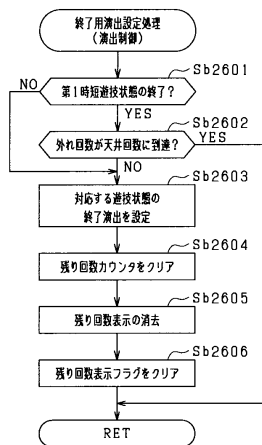 終了用演出設定処理
(演出制御)
Sb2601
第1時短遊技状態の終了?
NO
YES
Sb2602
外れ回数が天井回数に到達?
YES
NO
Sb2603
対応する遊技状態の
終了演出を設定
Sb2604
残り回数カウンタをクリア
Sb2605
残り回数表示の消去
Sb2606
残り回数表示フラグをクリア
RET